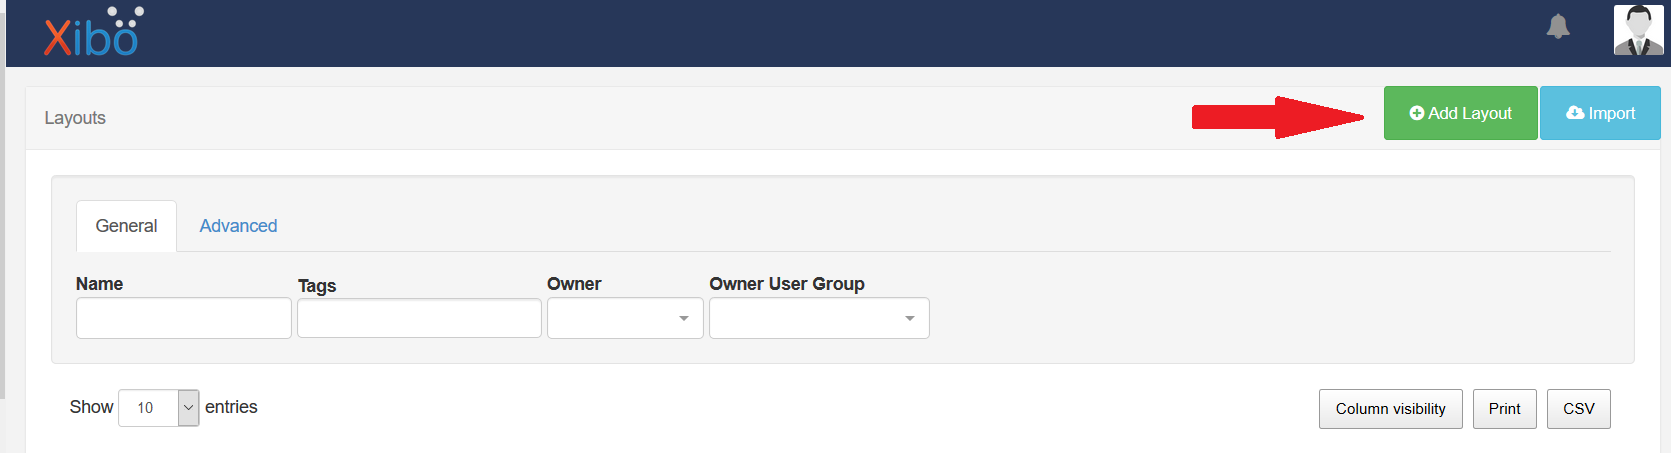 Xibo
Layouts
Add Layout
Import
General
Advanced
Name
Tags
Owner
Owner User Group
Show 10 entries
Column visibility
Print
CSV